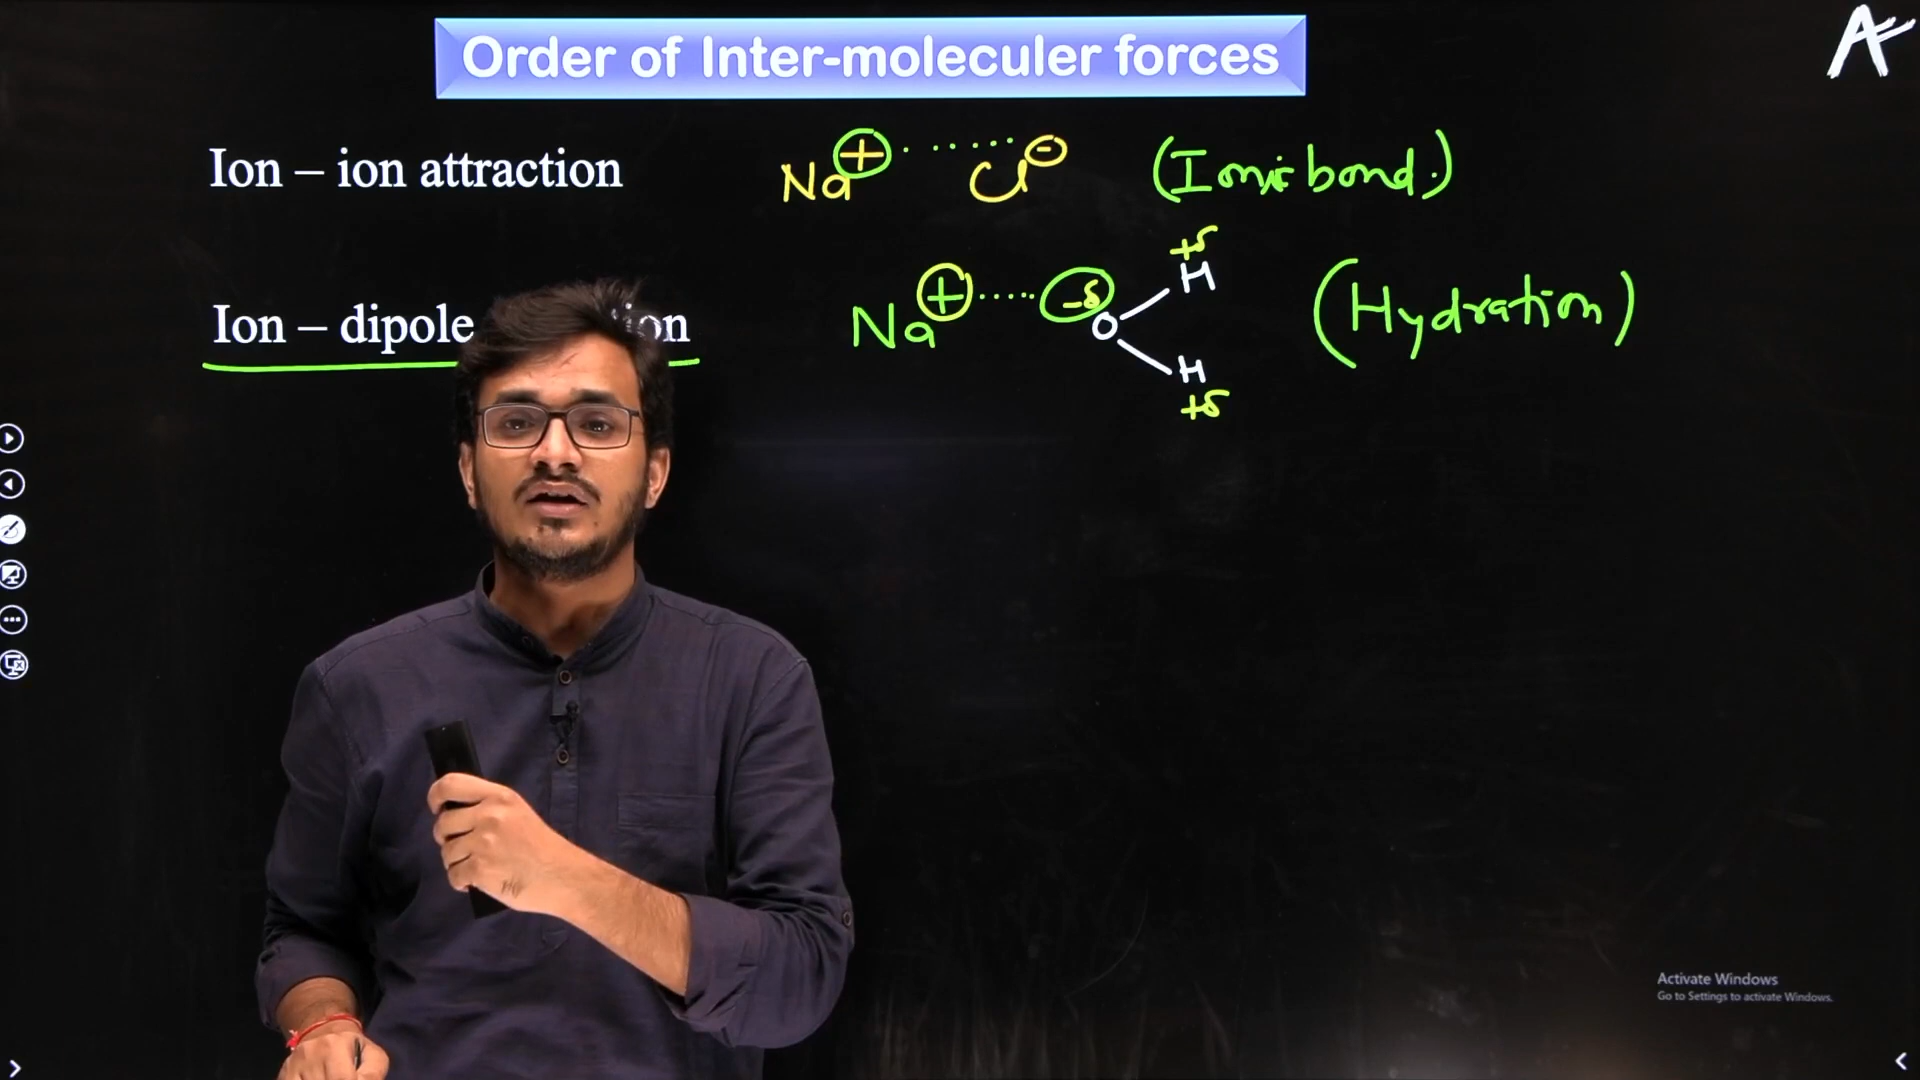 Order of Inter-moleculer forces
Ion – ion attraction Na + ...... Cl - (Ionic bond.)
Ion – dipole ion Na + ..... -δ O H +δ H +δ (Hydration)
Activate Windows
Go to Settings to activate Windows.